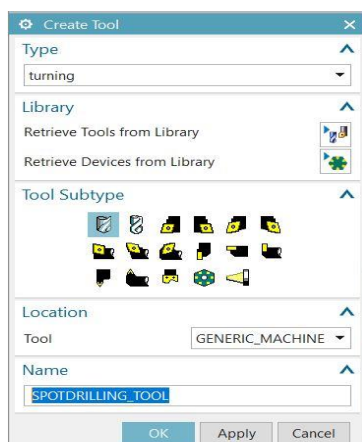 Create Tool
Type
turning
Library
Retrieve Tools from Library
Retrieve Devices from Library
Tool Subtype
Location
Tool GENERIC_MACHINE
Name
SPOTDRILLING_TOOL
OK Apply Cancel